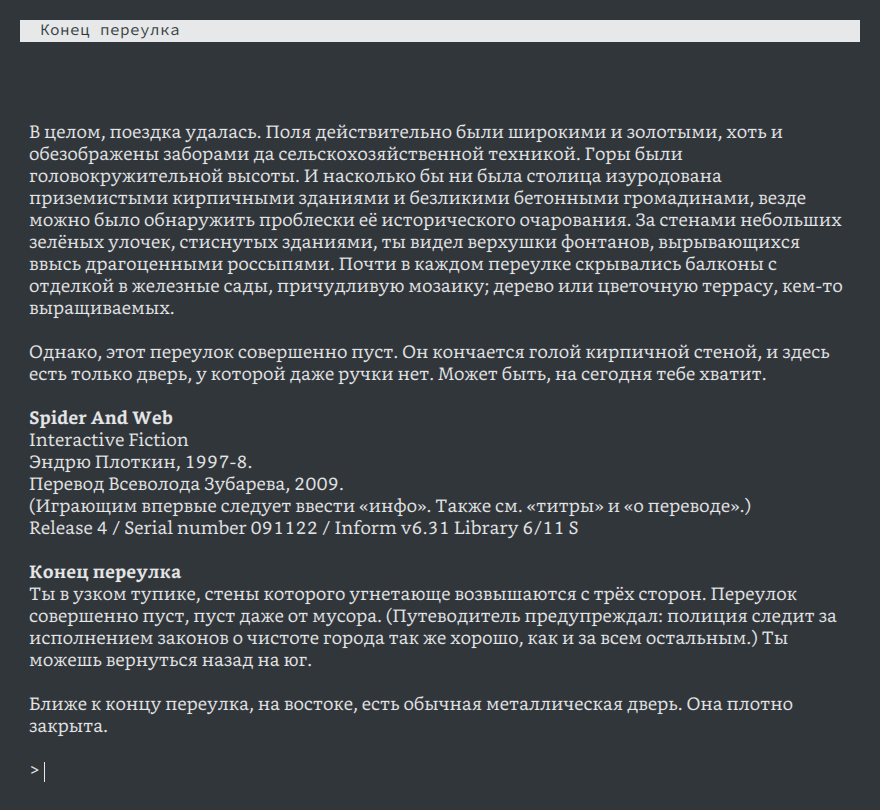 Конец переулка
В целом, поездка удалась. Поля действительно были широкими и золотыми, хоть и
обезображены заборами да сельскохозяйственной техникой. Горы были
головокружительной высоты. И насколько бы ни была столица изуродована
приземистыми кирпичными зданиями и безликими бетонными громадинами, везде
можно было обнаружить проблески её исторического очарования. За стенами небольших
зелёных улочек, стиснутых зданиями, ты видел верхушки фонтанов, вырывающихся
ввысь драгоценными россыпями. Почти в каждом переулке скрывались балконы с
отделкой в железные сады, причудливую мозаику; дерево или цветочную террасу, кем-то
выращиваемых.
Однако, этот переулок совершенно пуст. Он кончается голой кирпичной стеной, и здесь
есть только дверь, у которой даже ручки нет. Может быть, на сегодня тебе хватит.
Spider And Web
Interactive Fiction
Эндрю Плоткин, 1997-8.
Перевод Всеволода Зубарева, 2009.
(Играющим впервые следует ввести «инфо». Также см. «титры» и «о переводе».)
Release 4 / Serial number 091122 / Inform v6.31 Library 6/11 S
Конец переулка
Ты в узком тупике, стены которого угнетающе возвышаются с трёх сторон. Переулок
совершенно пуст, пуст даже от мусора. (Путеводитель предупреждал: полиция следит за
исполнением законов о чистоте города так же хорошо, как и за всем остальным.) Ты
можешь вернуться назад на юг.
Ближе к концу переулка, на востоке, есть обычная металлическая дверь. Она плотно
закрыта.
>